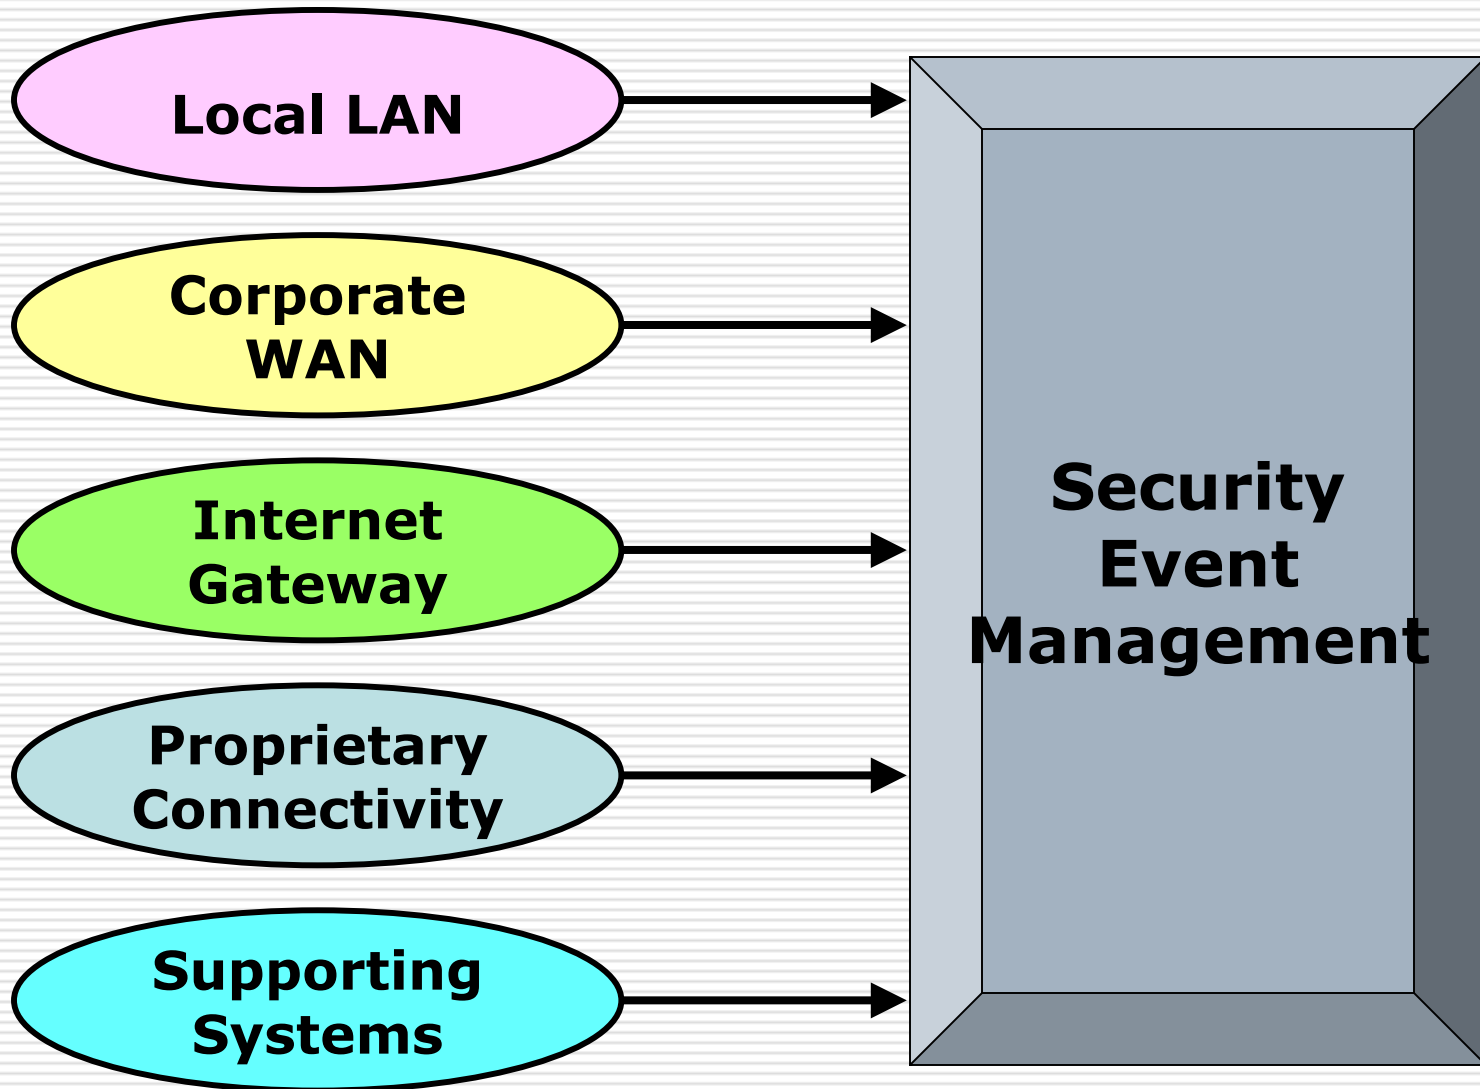 Local LAN
Corporate
WAN
Internet
Gateway
Proprietary
Connectivity
Supporting
Systems
Security
Event
Management